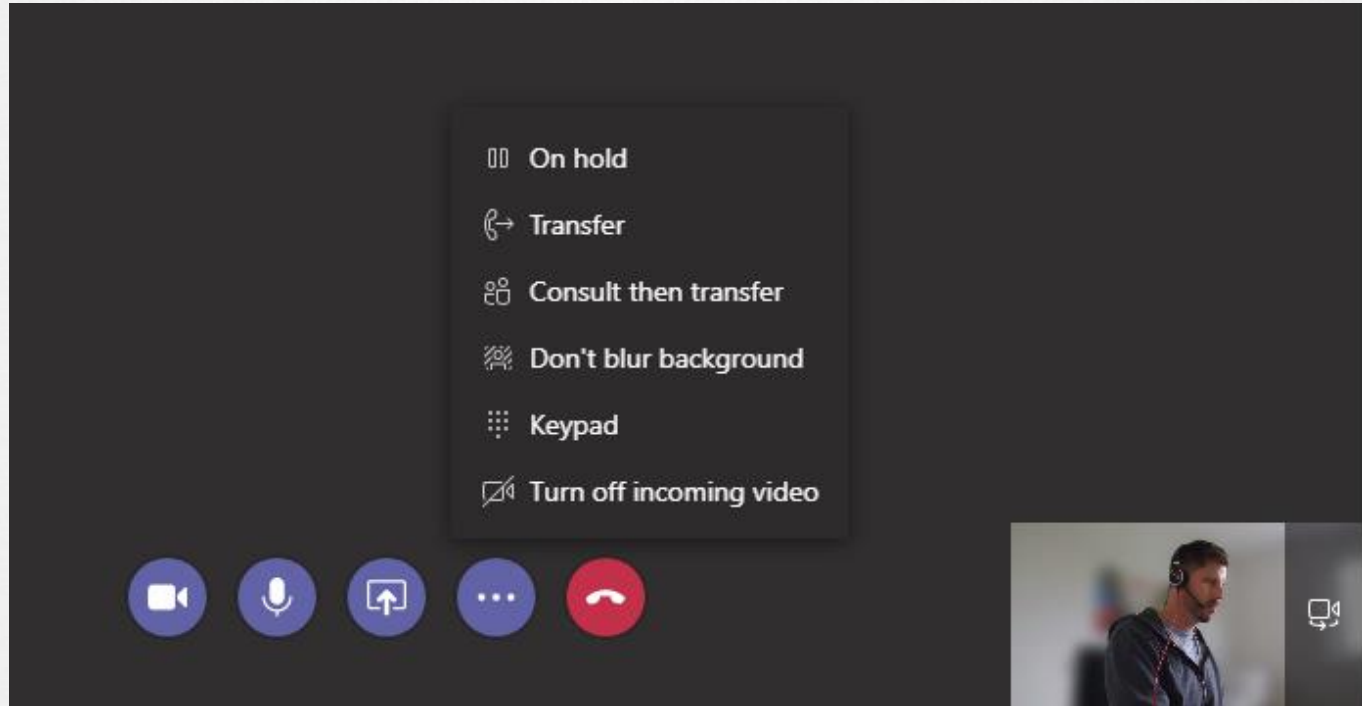 On hold
Transfer
Consult then transfer
Don't blur background
Keypad
Turn off incoming video